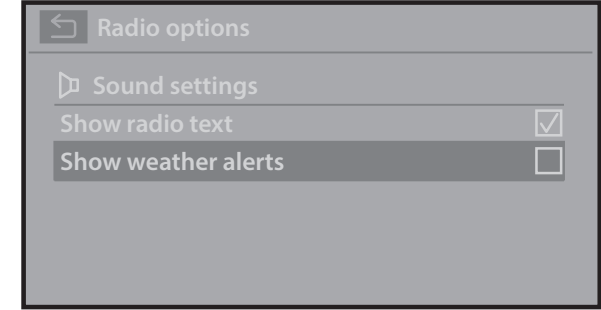 Radio options
Sound settings
Show radio text
Show weather alerts